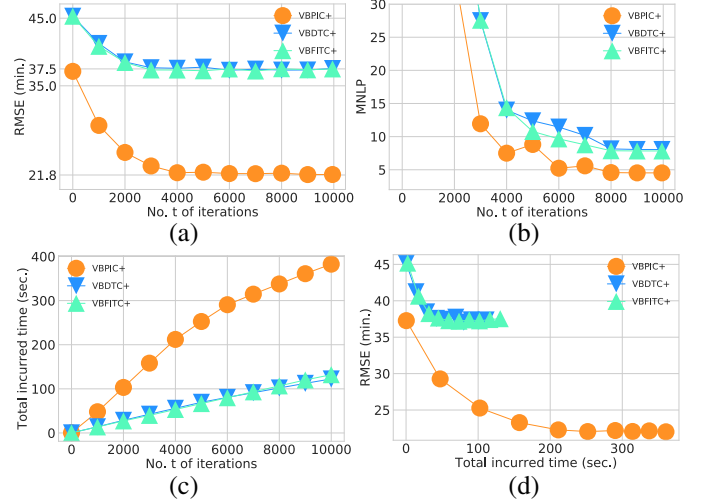 45.0
37.5
35.0
21.8
RMSE (min.)
VBPIC+
VBDTC+
VBFITC+
0 2000 4000 6000 8000 10000
No. t of iterations
(a)
30
25
20
15
10
5
MNLP
VBPIC+
VBDTC+
VBFITC+
0 2000 4000 6000 8000 10000
No. t of iterations
(b)
400
300
200
100
0
Total incurred time (sec.)
VBPIC+
VBDTC+
VBFITC+
0 2000 4000 6000 8000 10000
No. t of iterations
(c)
45
40
35
30
25
RMSE (min.)
VBPIC+
VBDTC+
VBFITC+
0 100 200 300
Total incurred time (sec.)
(d)